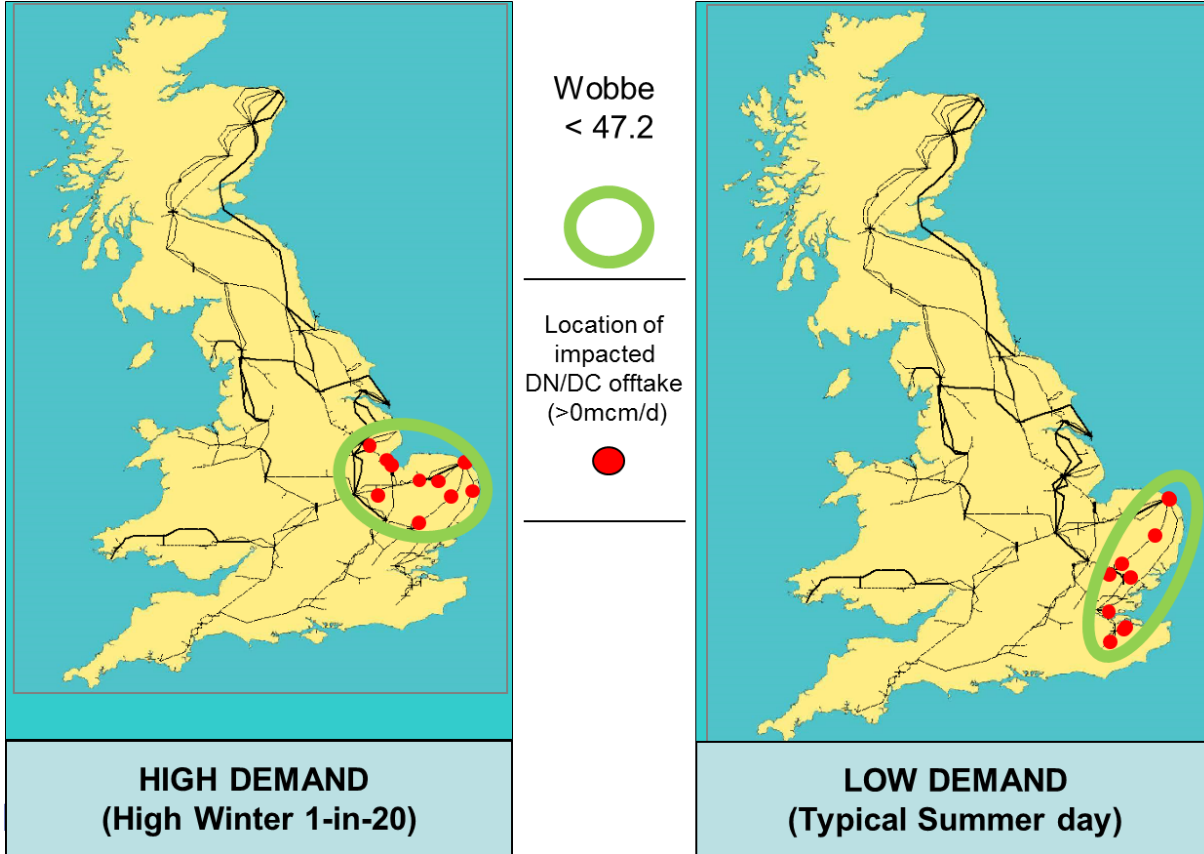 Wobbe
< 47.2
Location of
impacted
DN/DC offtake
(>0mcm/d)
HIGH DEMAND
(High Winter 1-in-20)
LOW DEMAND
(Typical Summer day)